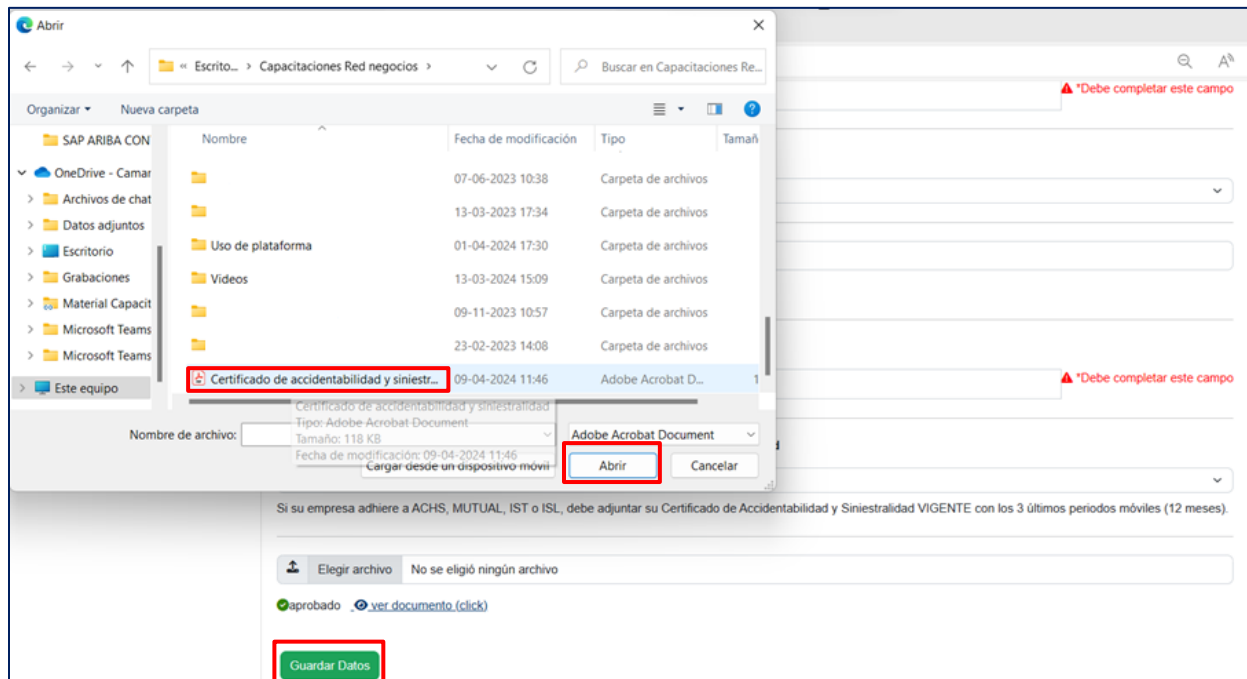 Abrir
« Escrito... > Capacitaciones Red negocios >
Buscar en Capacitaciones Re...
Organizar
Nueva carpeta
SAP ARIBA CON
OneDrive - Camar
Archivos de chat
Datos adjuntos
Escritorio
Grabaciones
Material Capacit
Microsoft Teams
Microsoft Teams
Este equipo
Nombre Fecha de modificación Tipo Tamañ
07-06-2023 10:38 Carpeta de archivos
13-03-2023 17:34 Carpeta de archivos
Uso de plataforma 01-04-2024 17:30 Carpeta de archivos
Videos 13-03-2024 15:09 Carpeta de archivos
09-11-2023 10:57 Carpeta de archivos
23-02-2023 14:08 Carpeta de archivos
Certificado de accidentabilidad y siniestr... 09-04-2024 11:46 Adobe Acrobat D... 1
Certificado de accidentabilidad y siniestralidad
Tipo: Adobe Acrobat Document
Tamaño: 118 KB
Fecha de modificación: 09-04-2024 11:46
Nombre de archivo:
Adobe Acrobat Document
Cargar desde un dispositivo móvil
Abrir
Cancelar
*Debe completar este campo
*Debe completar este campo
d
Si su empresa adhiere a ACHS, MUTUAL, IST o ISL, debe adjuntar su Certificado de Accidentabilidad y Siniestralidad VIGENTE con los 3 últimos periodos móviles (12 meses).
Elegir archivo No se eligió ningún archivo
aprobado ver documento (click)
Guardar Datos